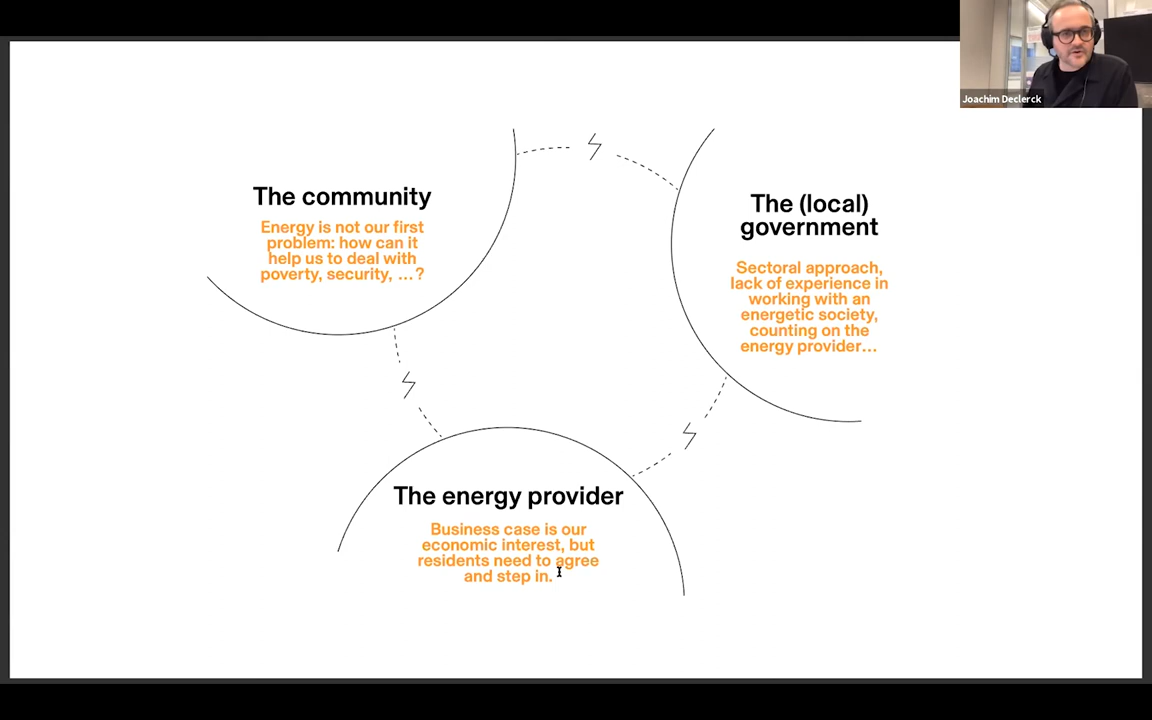 Joachim Declerck
The community
Energy is not our first
problem: how can it
help us to deal with
poverty, security, …?
The (local)
government
Sectoral approach,
lack of experience in
working with an
energetic society,
counting on the
energy provider…
The energy provider
Business case is our
economic interest, but
residents need to agree
and step in.